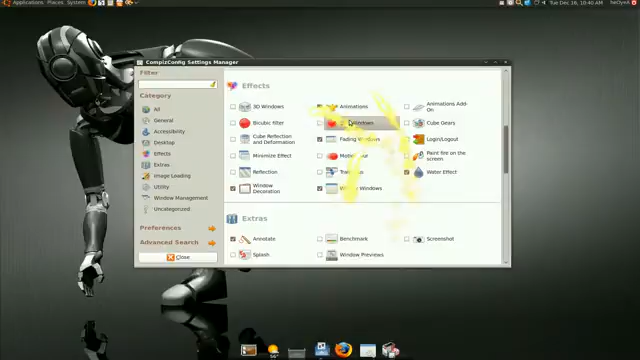 Applications Places System
Tue Dec 16, 10:40 AM
CompizConfig Settings Manager
Filter
Category
All
General
Accessibility
Desktop
Effects
Extras
Image Loading
Utility
Window Management
Uncategorized
Preferences
Advanced Search
Close
Effects
3D Windows
Animations
Animations Add-
On
Bicubic filter
Windows
Cube Gears
Cube Reflection
and Deformation
Fading Windows
Login/Logout
Minimize Effect
Motion
Paint fire on the
screen
Reflection
Water Effect
Window
Decoration
Windows
Extras
Annotate
Benchmark
Screenshot
Splash
Window Previews
56°